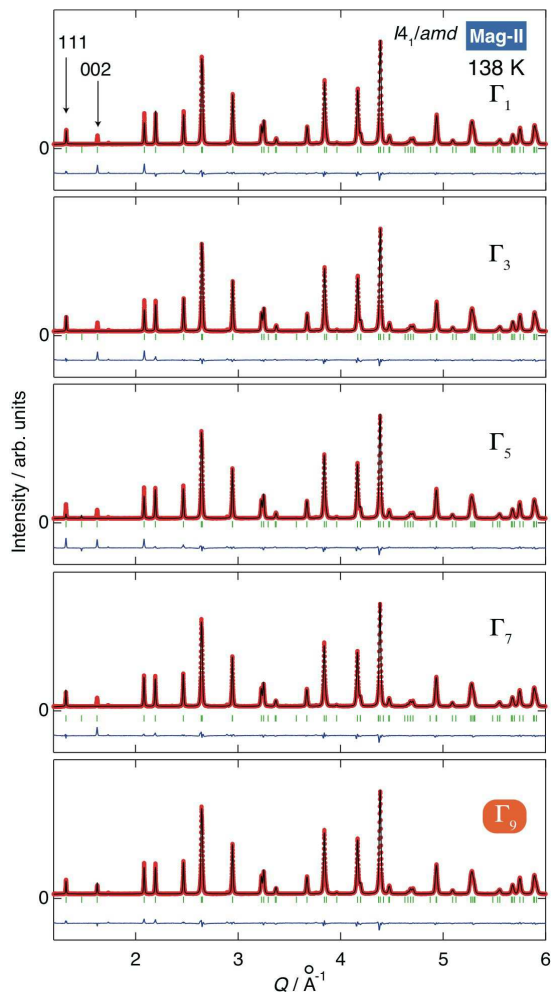 I4₁/amd Mag-II
111
002
138 K
Γ₁
0
Γ₃
0
Γ₅
0
Γ₇
0
Γ₉
0
Intensity / arb. units
2 3 4 5 6
Q / Å⁻¹